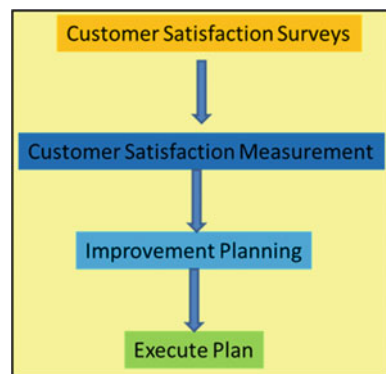 Customer Satisfaction Surveys
Customer Satisfaction Measurement
Improvement Planning
Execute Plan